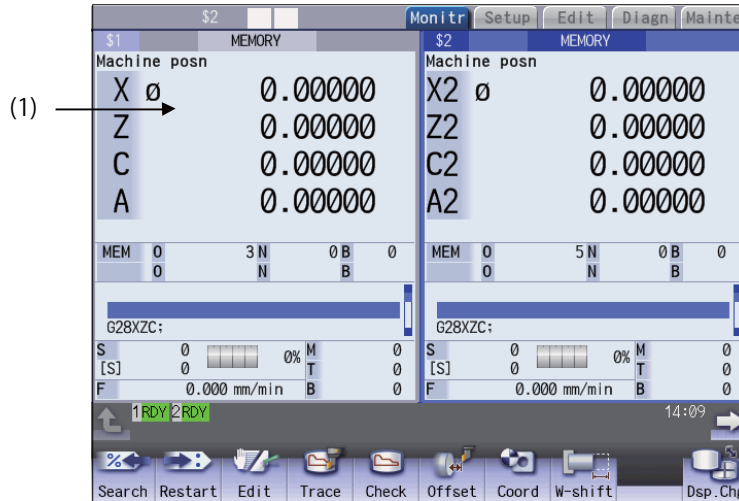 $2
Monitr Setup Edit Diagn Mainte
$1 MEMORY
Machine posn
X ø 0.00000
Z 0.00000
C 0.00000
A 0.00000
MEM O 3 N 0 B 0
O N B
G28XZC;
S 0 0% M 0
[S] 0 T 0
F 0.000 mm/min B 0
$2 MEMORY
Machine posn
X2 ø 0.00000
Z2 0.00000
C2 0.00000
A2 0.00000
MEM O 5 N 0 B 0
O N B
G28XZC;
S 0 0% M 0
[S] 0 T 0
F 0.000 mm/min B 0
(1)
1 RDY 2 RDY 14:09
%
Search Restart Edit Trace Check Offset Coord W-shift Dsp.Ch